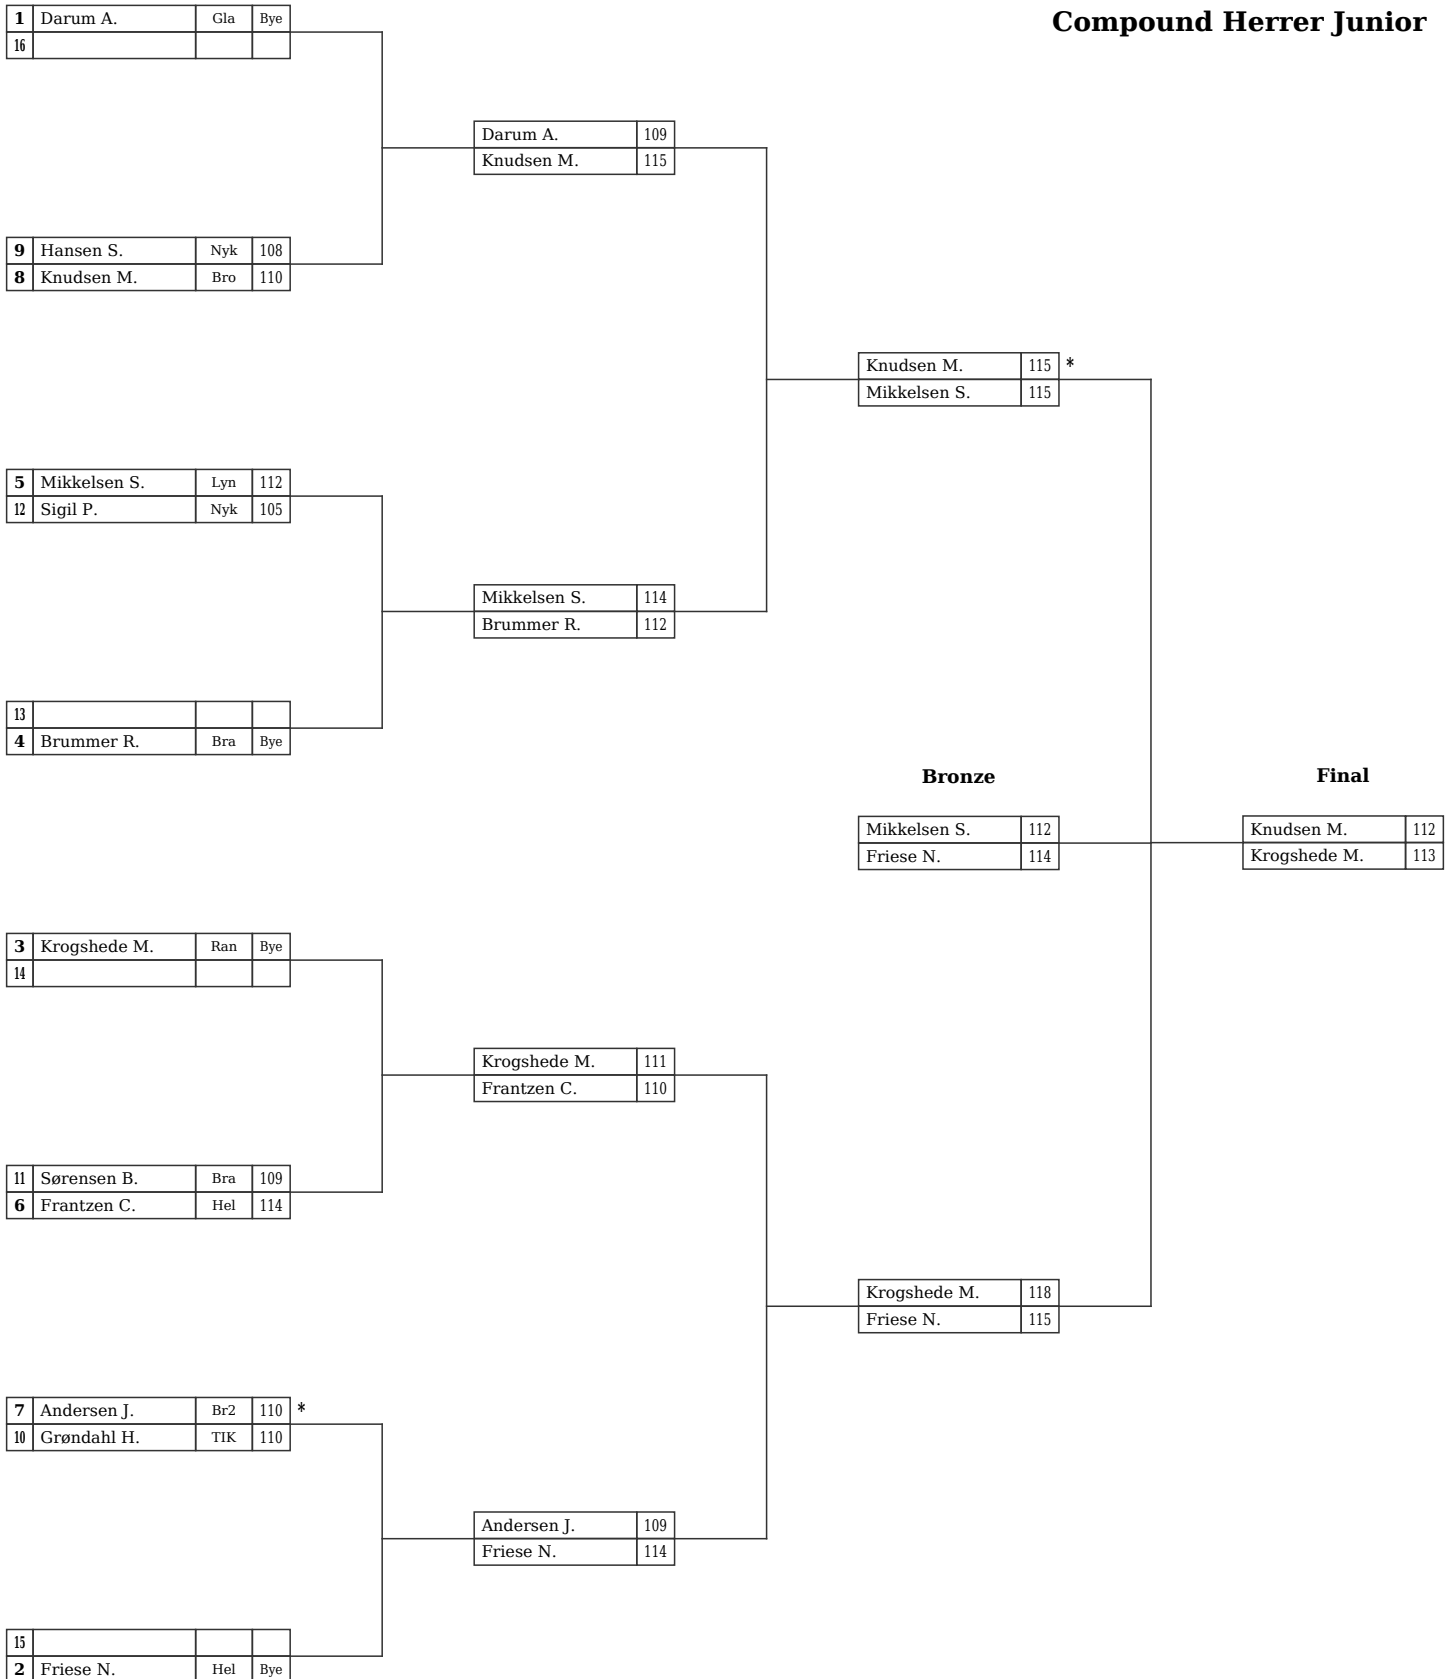 Compound Herrer Junior
1 Darum A. Gla Bye
16
Darum A. 109
Knudsen M. 115
9 Hansen S. Nyk 108
8 Knudsen M. Bro 110
Knudsen M. 115 *
Mikkelsen S. 115
5 Mikkelsen S. Lyn 112
12 Sigil P. Nyk 105
Mikkelsen S. 114
Brummer R. 112
13
4 Brummer R. Bra Bye
Bronze
Final
Mikkelsen S. 112
Friese N. 114
Knudsen M. 112
Krogshede M. 113
3 Krogshede M. Ran Bye
14
Krogshede M. 111
Frantzen C. 110
11 Sørensen B. Bra 109
6 Frantzen C. Hel 114
Krogshede M. 118
Friese N. 115
7 Andersen J. Br2 110 *
10 Grøndahl H. TIK 110
Andersen J. 109
Friese N. 114
15
2 Friese N. Hel Bye